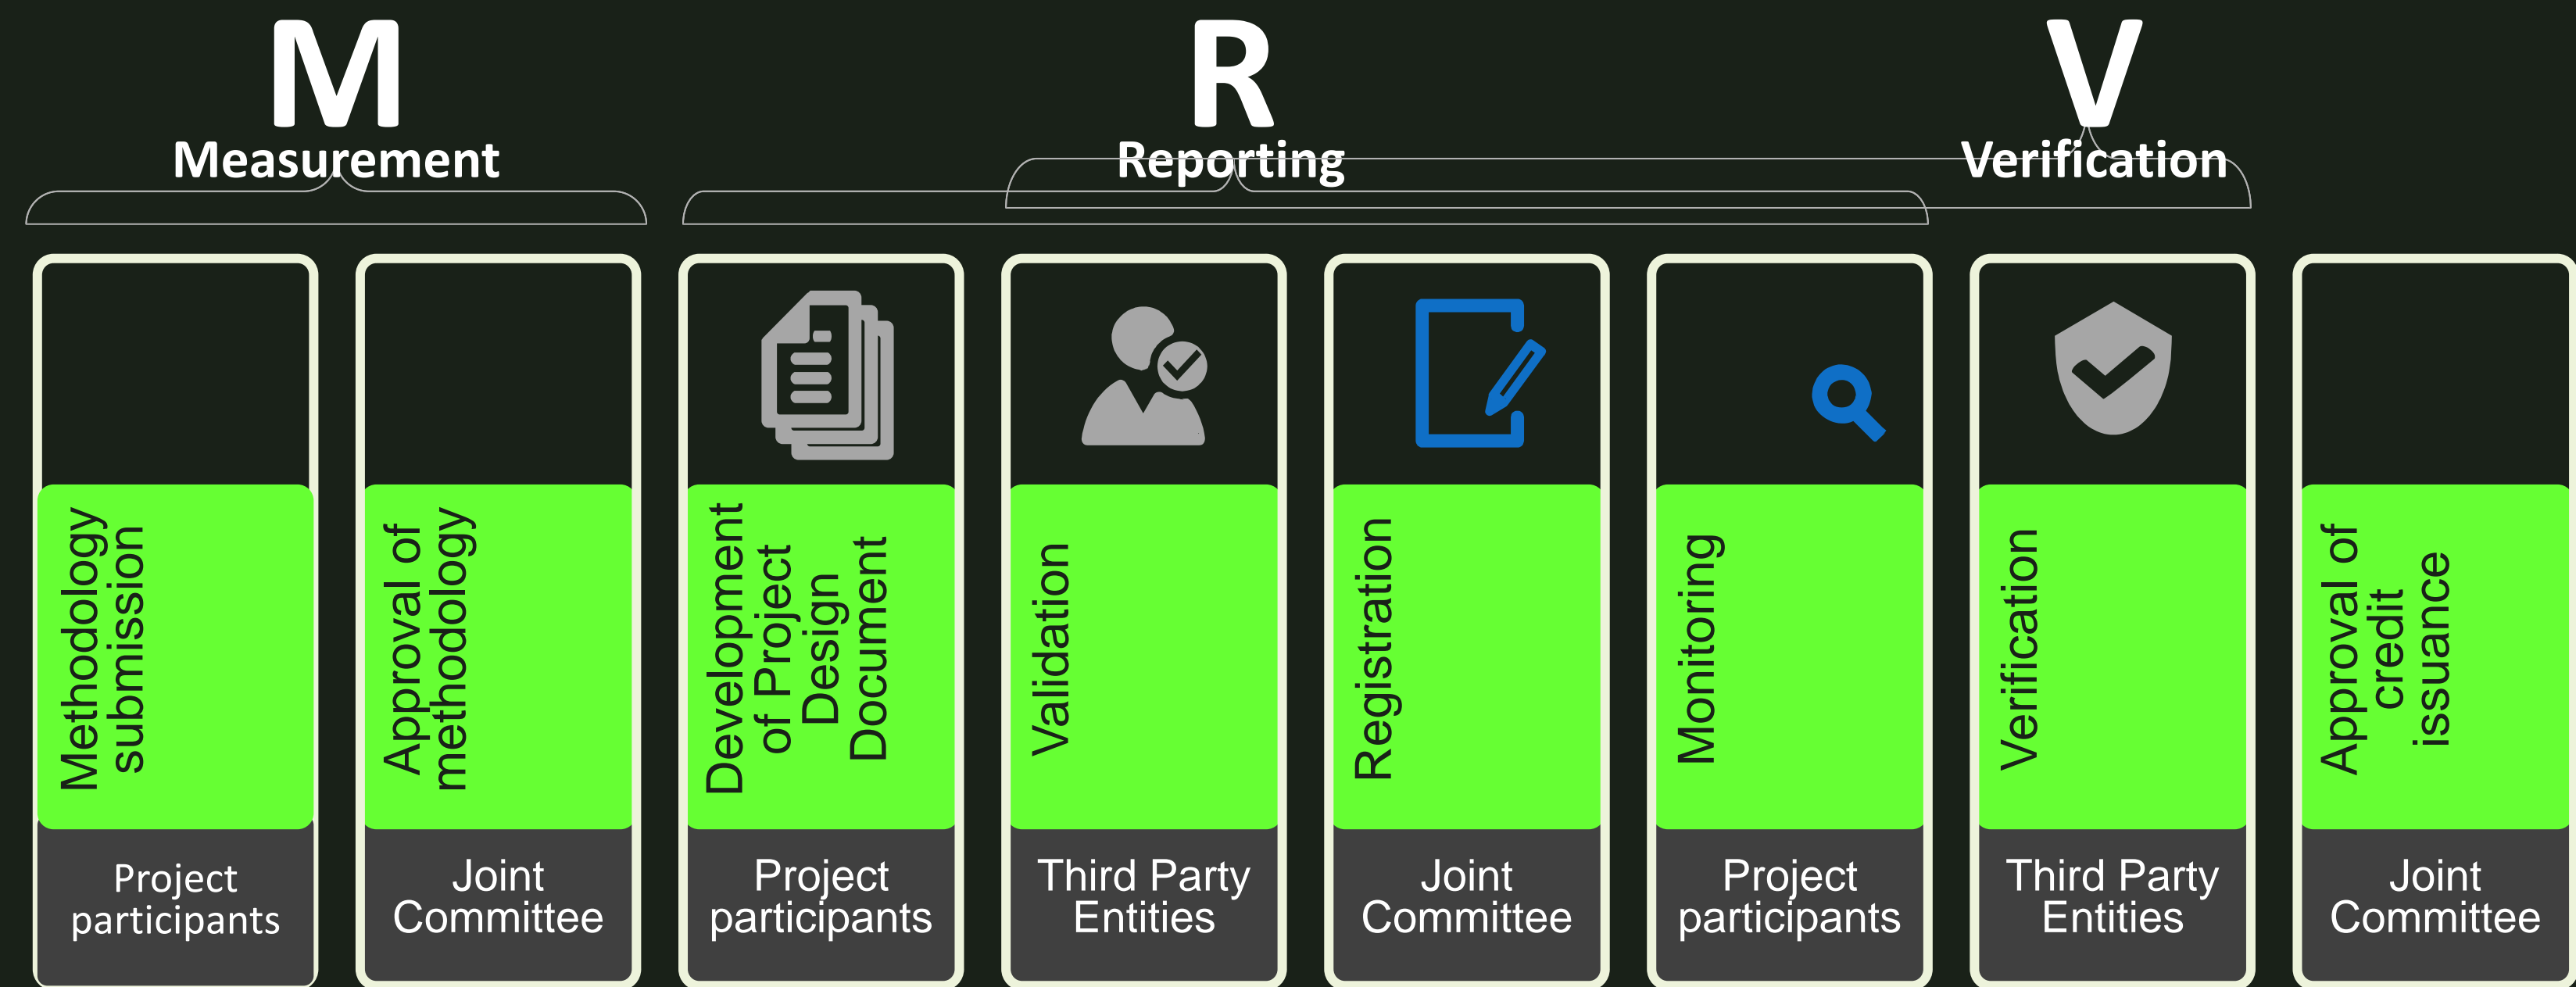 M
Measurement
R
Reporting
V
Verification
Methodology
submission
Project
participants
Approval of
methodology
Joint
Committee
Development
of Project
Design
Document
Project
participants
Validation
Third Party
Entities
Registration
Joint
Committee
Monitoring
Project
participants
Verification
Third Party
Entities
Approval of
credit
issuance
Joint
Committee